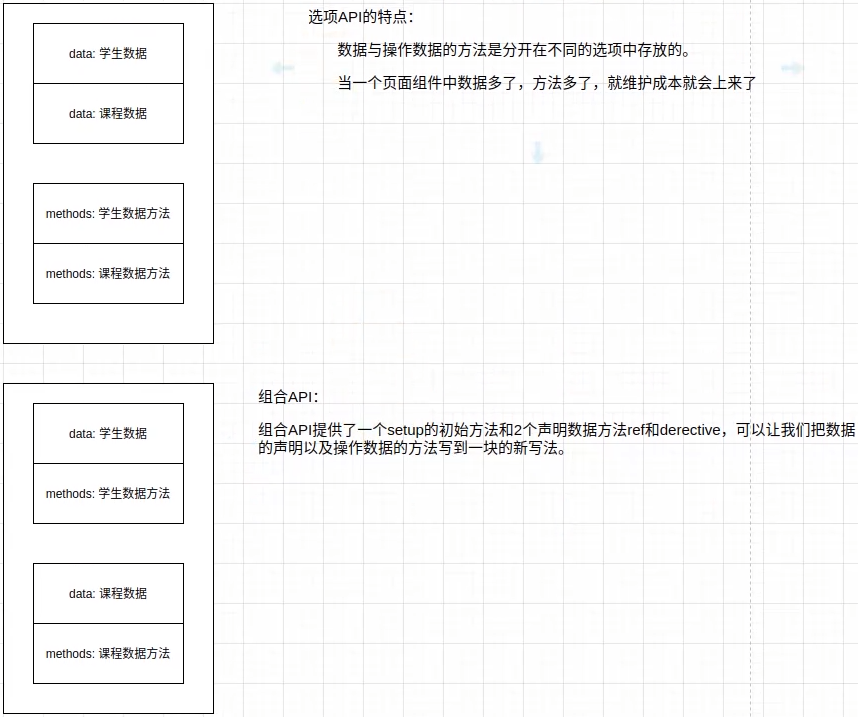 data: 学生数据
data: 课程数据
methods: 学生数据方法
methods: 课程数据方法
选项API的特点：
数据与操作数据的方法是分开在不同的选项中存放的。
当一个页面组件中数据多了，方法多了，就维护成本就会上来了
data: 学生数据
methods: 学生数据方法
data: 课程数据
methods: 课程数据方法
组合API：
组合API提供了一个setup的初始方法和2个声明数据方法ref和derective，可以让我们把数据
的声明以及操作数据的方法写到一块的新写法。